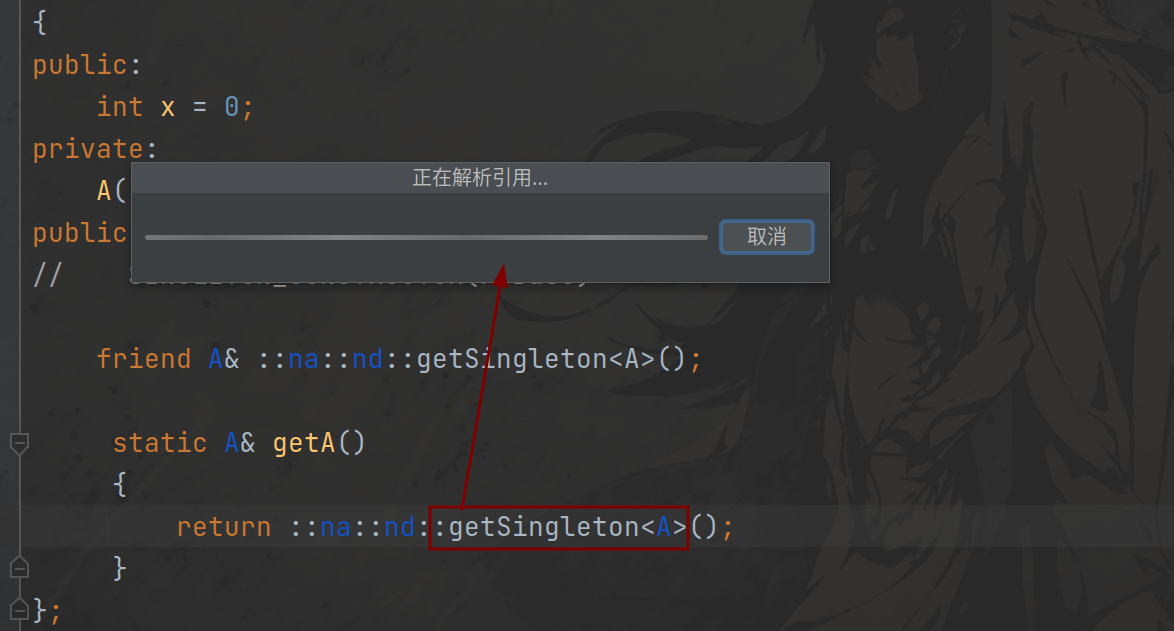 {
public:
int x = 0;
private:
正在解析引用...
A(
取消
public
//
friend A& ::na::nd::getSingleton<A>();
static A& getA()
{
return ::na::nd::getSingleton<A>();
}
};